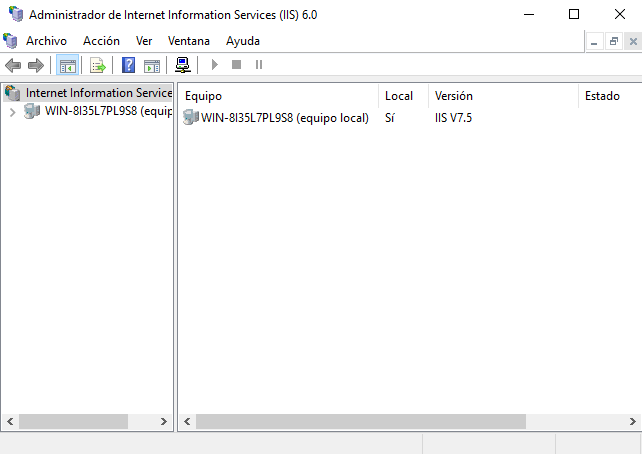 Administrador de Internet Information Services (IIS) 6.0
Archivo Acción Ver Ventana Ayuda
Internet Information Service
WIN-8I35L7PL9S8 (equip
Equipo Local Versión Estado
WIN-8I35L7PL9S8 (equipo local) Sí IIS V7.5